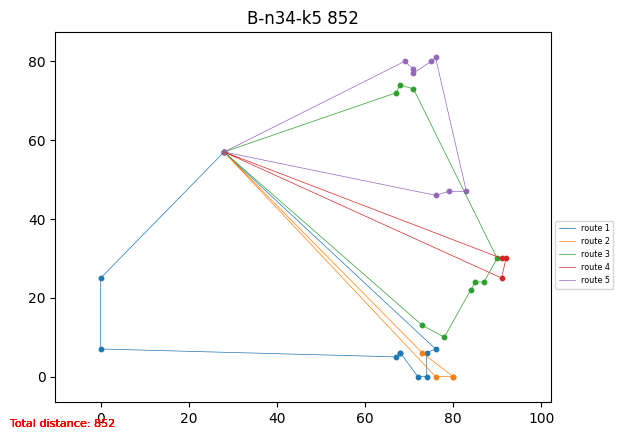 B-n34-k5 852
80
60
40
20
0
0 20 40 60 80 100
route 1
route 2
route 3
route 4
route 5
Total distance: 852